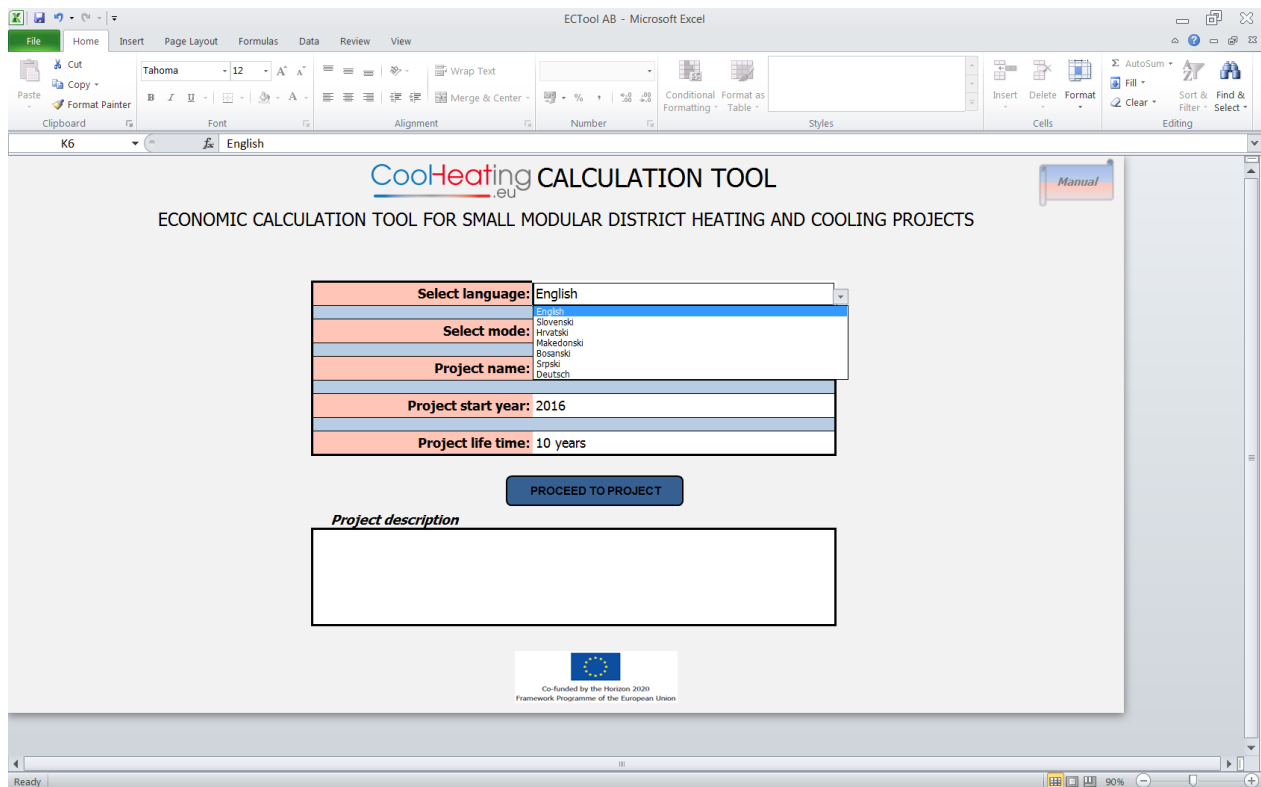 ECTool AB - Microsoft Excel
File Home Insert Page Layout Formulas Data Review View
Paste
Cut
Copy
Format Painter
Clipboard
Tahoma 12
B I U
Font
Wrap Text
Merge & Center
Alignment
% ,
Number
Conditional Formatting
Format as Table
Styles
Insert Delete Format
Cells
Σ AutoSum
Fill
Clear
Sort & Filter
Find & Select
Editing
K6 fx English
CooHeating.eu CALCULATION TOOL
Manual
ECONOMIC CALCULATION TOOL FOR SMALL MODULAR DISTRICT HEATING AND COOLING PROJECTS
Select language: English
English
Slovenski
Select mode: Hrvatski
Makedonski
Bosanski
Project name: Srpski
Deutsch
Project start year: 2016
Project life time: 10 years
PROCEED TO PROJECT
Project description
Co-funded by the Horizon 2020
Framework Programme of the European Union
Ready
90%